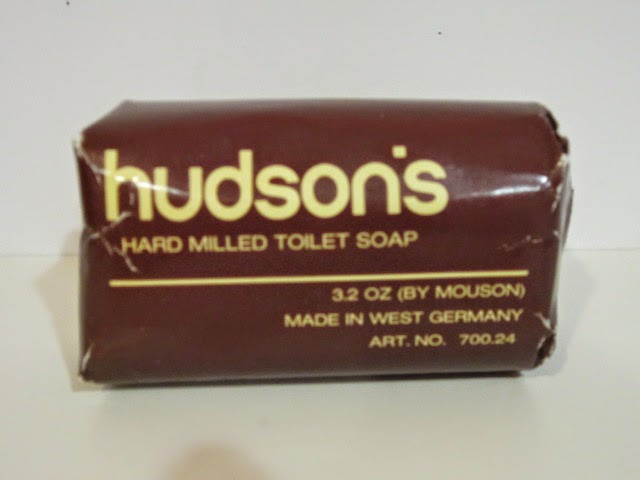 hudson's
HARD MILLED TOILET SOAP
3.2 OZ (BY MOUSON)
MADE IN WEST GERMANY
ART. NO. 700.24